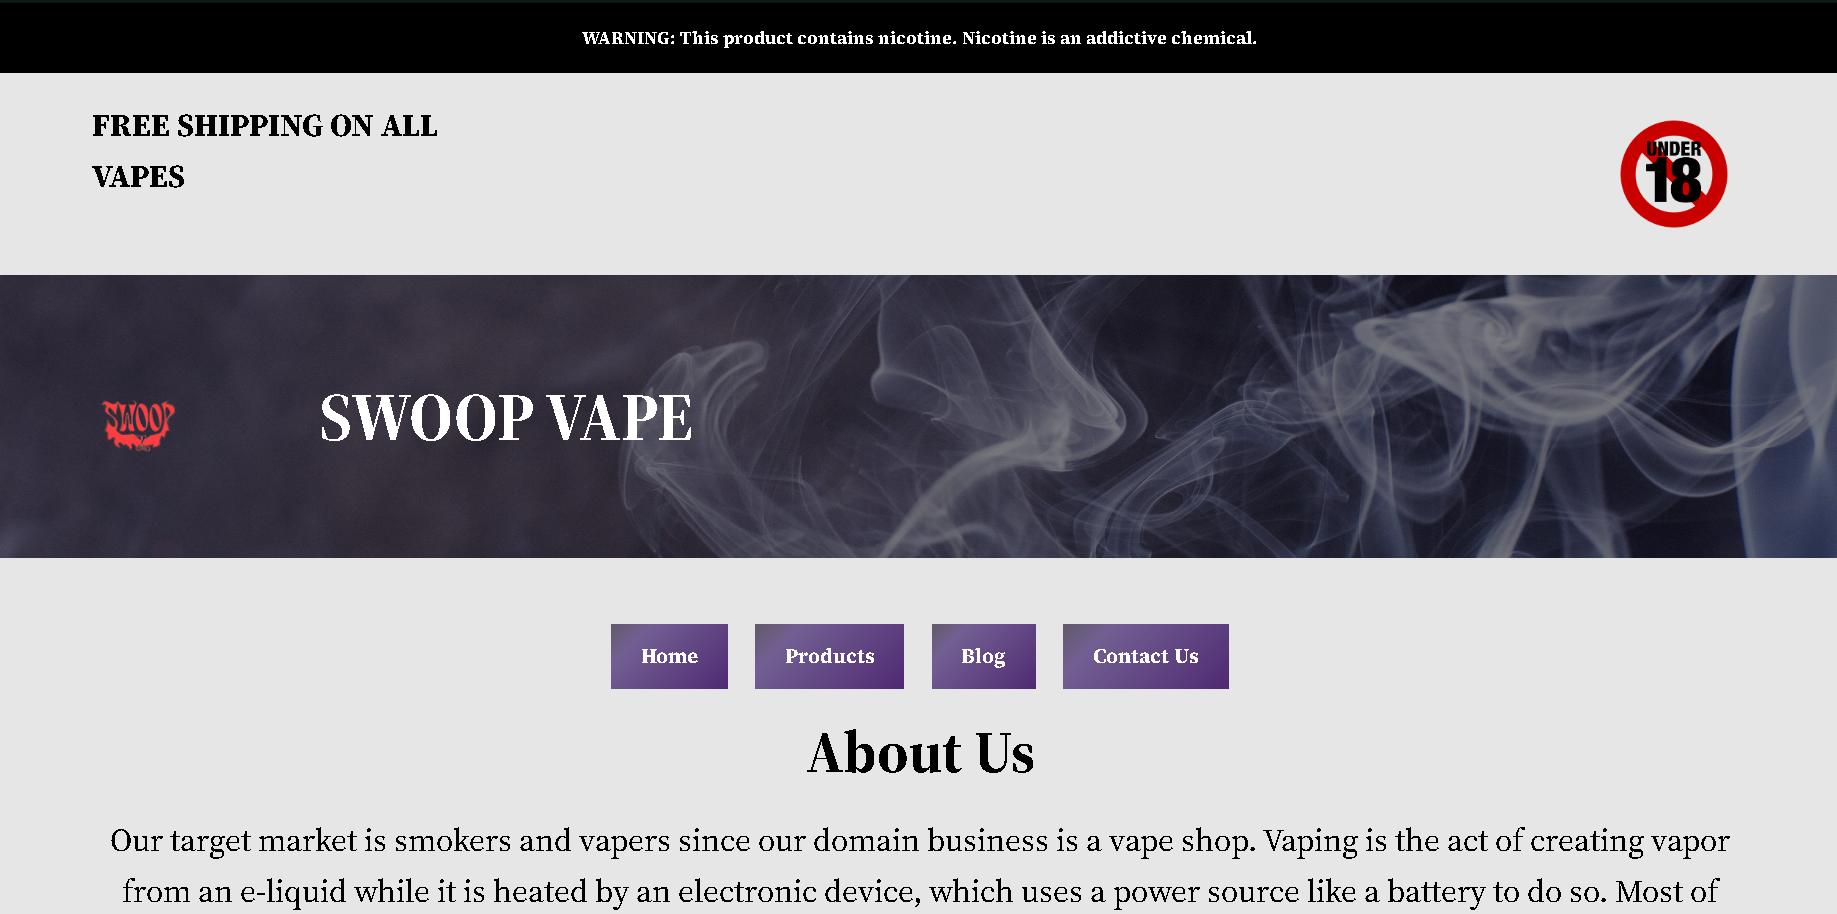 WARNING: This product contains nicotine. Nicotine is an addictive chemical.
FREE SHIPPING ON ALL
VAPES
UNDER
18
SWOOP
SWOOP VAPE
Home
Products
Blog
Contact Us
About Us
Our target market is smokers and vapers since our domain business is a vape shop. Vaping is the act of creating vapor
from an e-liquid while it is heated by an electronic device, which uses a power source like a battery to do so. Most of